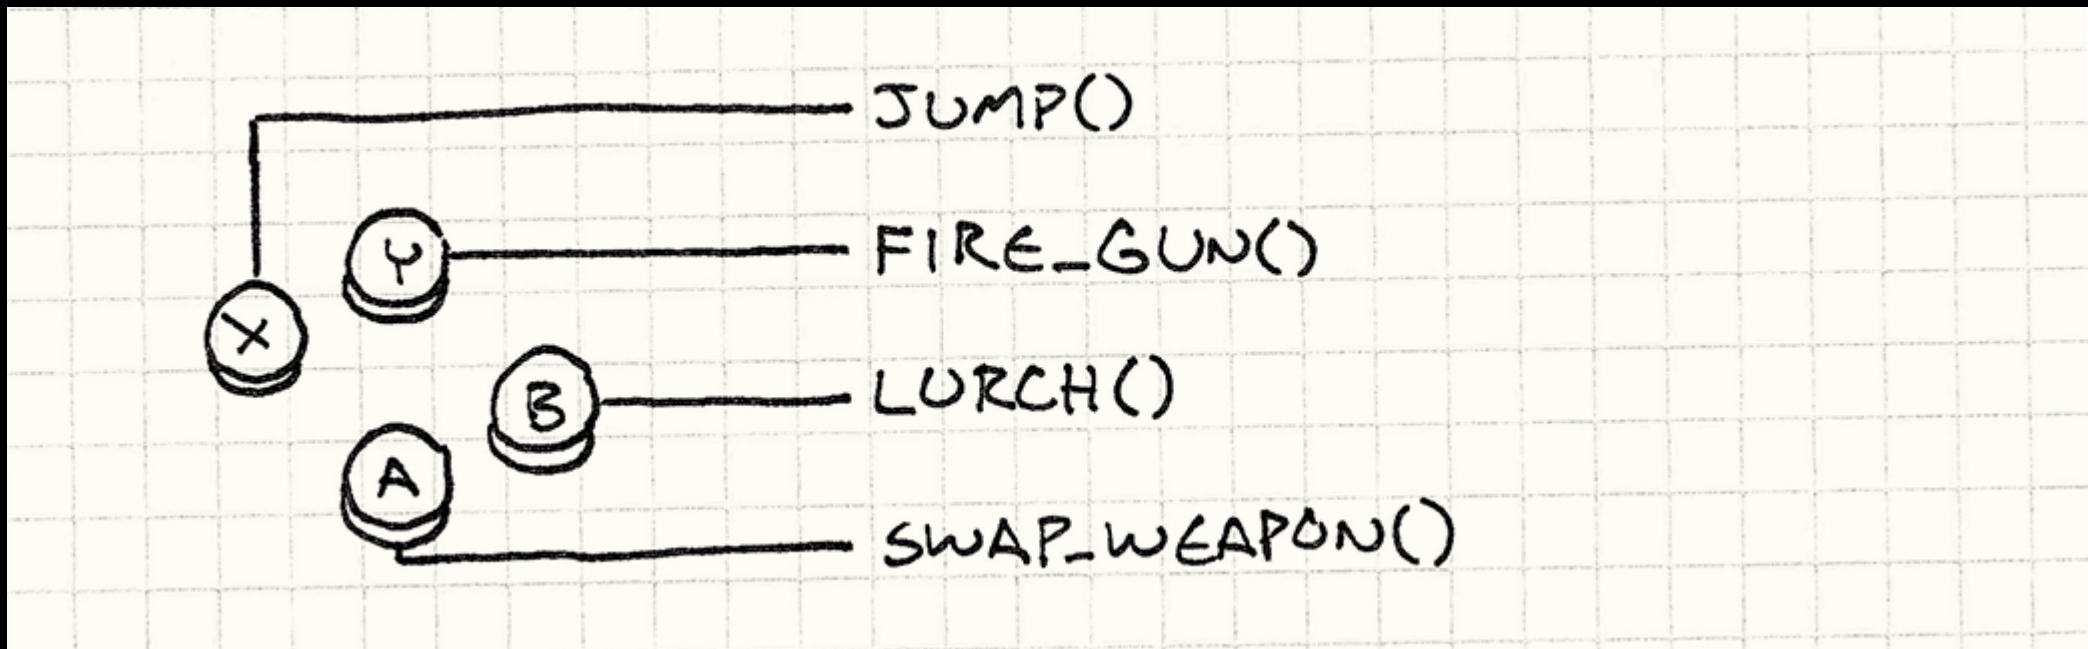 JUMP()
Y FIRE_GUN()
X
B LURCH()
A
SWAP_WEAPON()